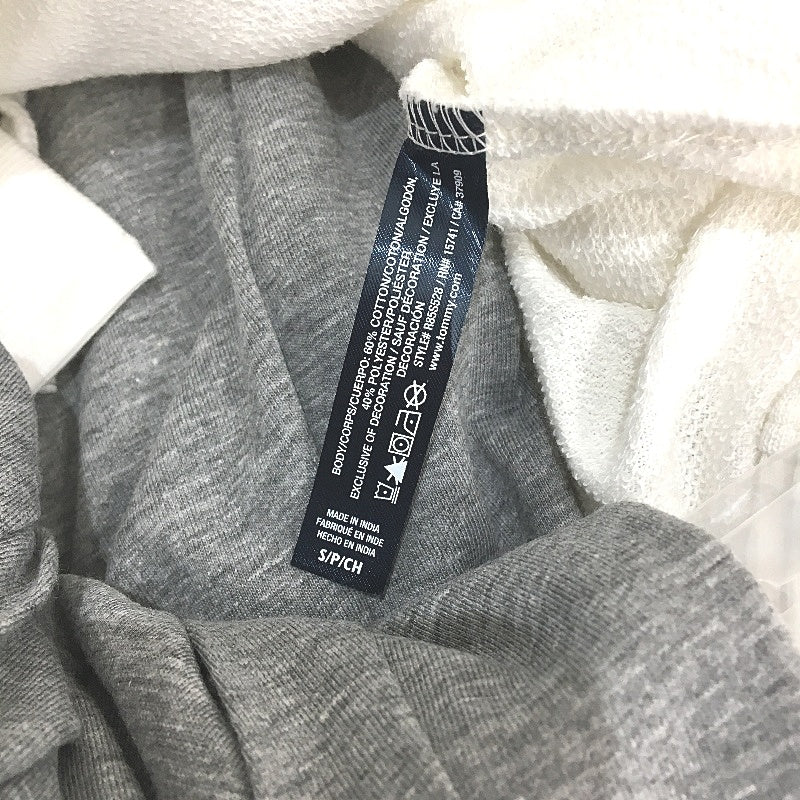 BODY/CORPS/CUERPO: 60% COTTON/COTON/ALGODÓN,
40% POLYESTER/POLYESTER/POLIÉSTER
EXCLUSIVE OF DECORATION / SAUF DÉCORATION / EXCLUYE LA
DECORACIÓN
STYLE# R85S528 / RN# 15741 / CA# 37909
www.tommy.com
MADE IN INDIA
FABRIQUÉ EN INDE
HECHO EN INDIA
S/P/CH